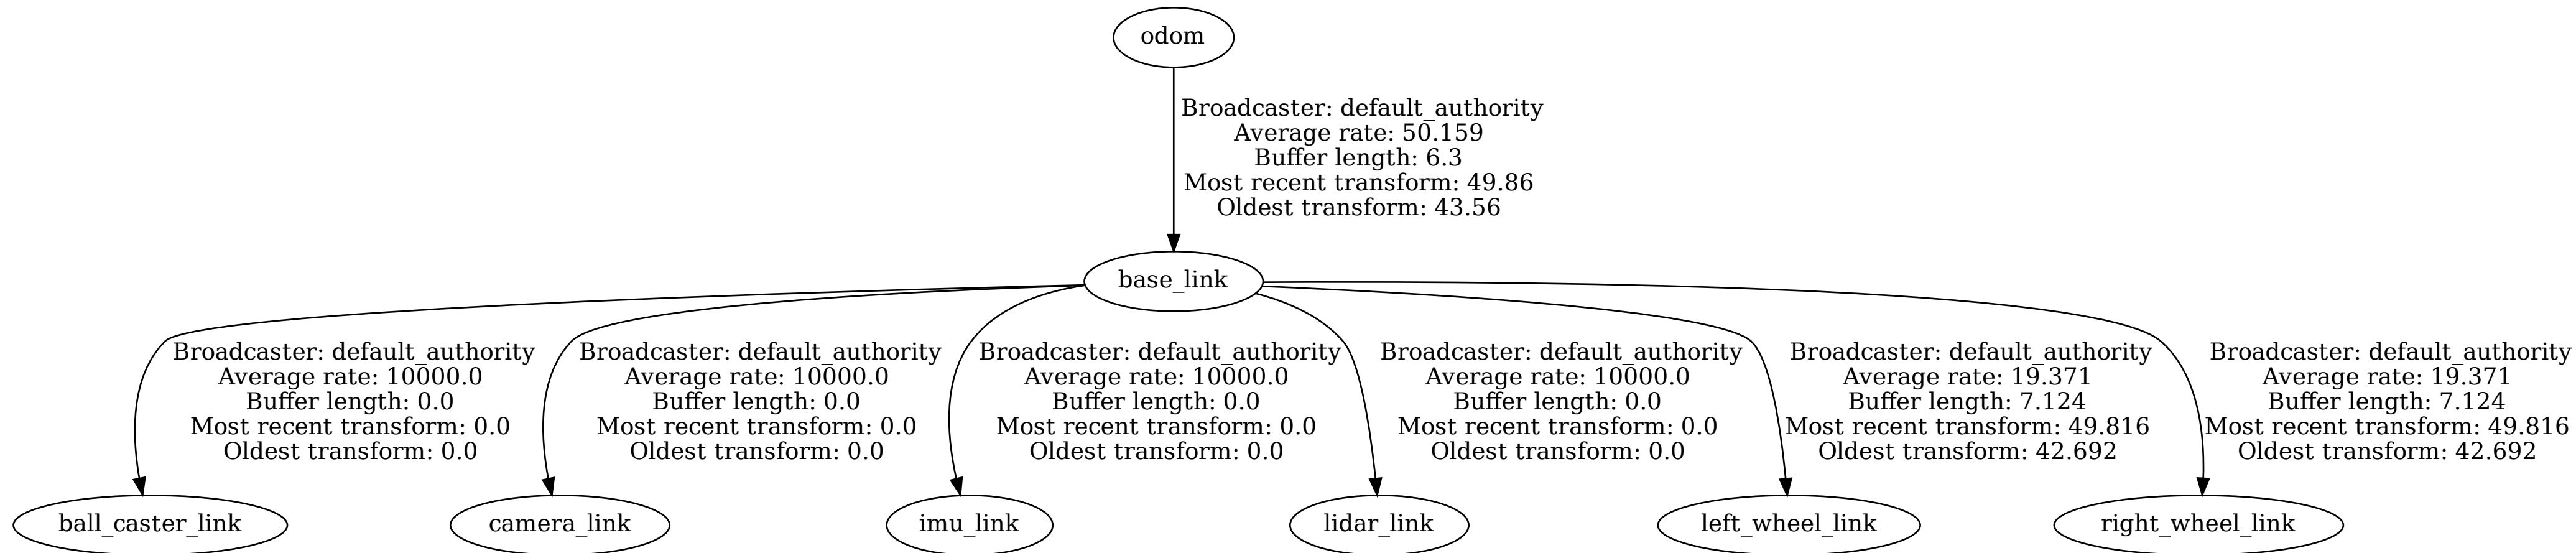 odom
Broadcaster: default_authority
Average rate: 50.159
Buffer length: 6.3
Most recent transform: 49.86
Oldest transform: 43.56
base_link
Broadcaster: default_authority
Average rate: 10000.0
Buffer length: 0.0
Most recent transform: 0.0
Oldest transform: 0.0
Broadcaster: default_authority
Average rate: 10000.0
Buffer length: 0.0
Most recent transform: 0.0
Oldest transform: 0.0
Broadcaster: default_authority
Average rate: 10000.0
Buffer length: 0.0
Most recent transform: 0.0
Oldest transform: 0.0
Broadcaster: default_authority
Average rate: 10000.0
Buffer length: 0.0
Most recent transform: 0.0
Oldest transform: 0.0
Broadcaster: default_authority
Average rate: 19.371
Buffer length: 7.124
Most recent transform: 49.816
Oldest transform: 42.692
Broadcaster: default_authority
Average rate: 19.371
Buffer length: 7.124
Most recent transform: 49.816
Oldest transform: 42.692
ball_caster_link
camera_link
imu_link
lidar_link
left_wheel_link
right_wheel_link